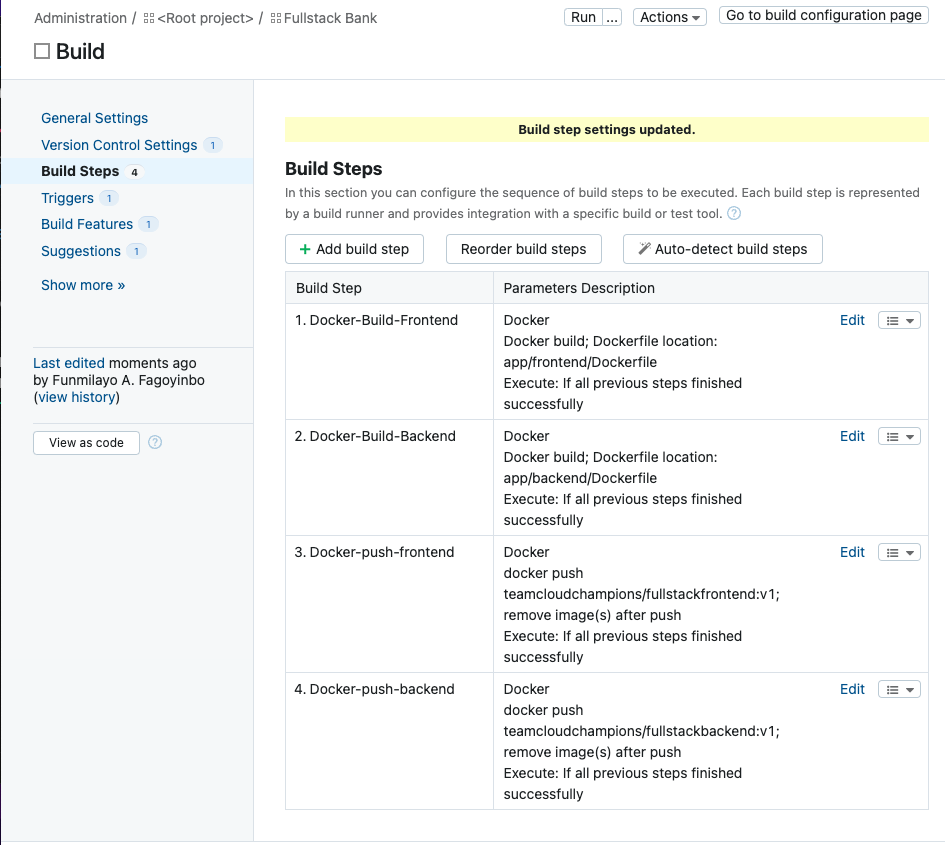 Administration / <Root project> / Fullstack Bank
Run ... Actions Go to build configuration page
Build
General Settings
Version Control Settings 1
Build Steps 4
Triggers 1
Build Features 1
Suggestions 1
Show more »
Last edited moments ago
by Funmilayo A. Fagoyinbo
(view history)
View as code ?
Build step settings updated.
Build Steps
In this section you can configure the sequence of build steps to be executed. Each build step is represented
by a build runner and provides integration with a specific build or test tool. ?
+ Add build step Reorder build steps Auto-detect build steps
Build Step Parameters Description
1. Docker-Build-Frontend Docker Edit
Docker build; Dockerfile location:
app/frontend/Dockerfile
Execute: If all previous steps finished
successfully
2. Docker-Build-Backend Docker Edit
Docker build; Dockerfile location:
app/backend/Dockerfile
Execute: If all previous steps finished
successfully
3. Docker-push-frontend Docker Edit
docker push
teamcloudchampions/fullstackfrontend:v1;
remove image(s) after push
Execute: If all previous steps finished
successfully
4. Docker-push-backend Docker Edit
docker push
teamcloudchampions/fullstackbackend:v1;
remove image(s) after push
Execute: If all previous steps finished
successfully